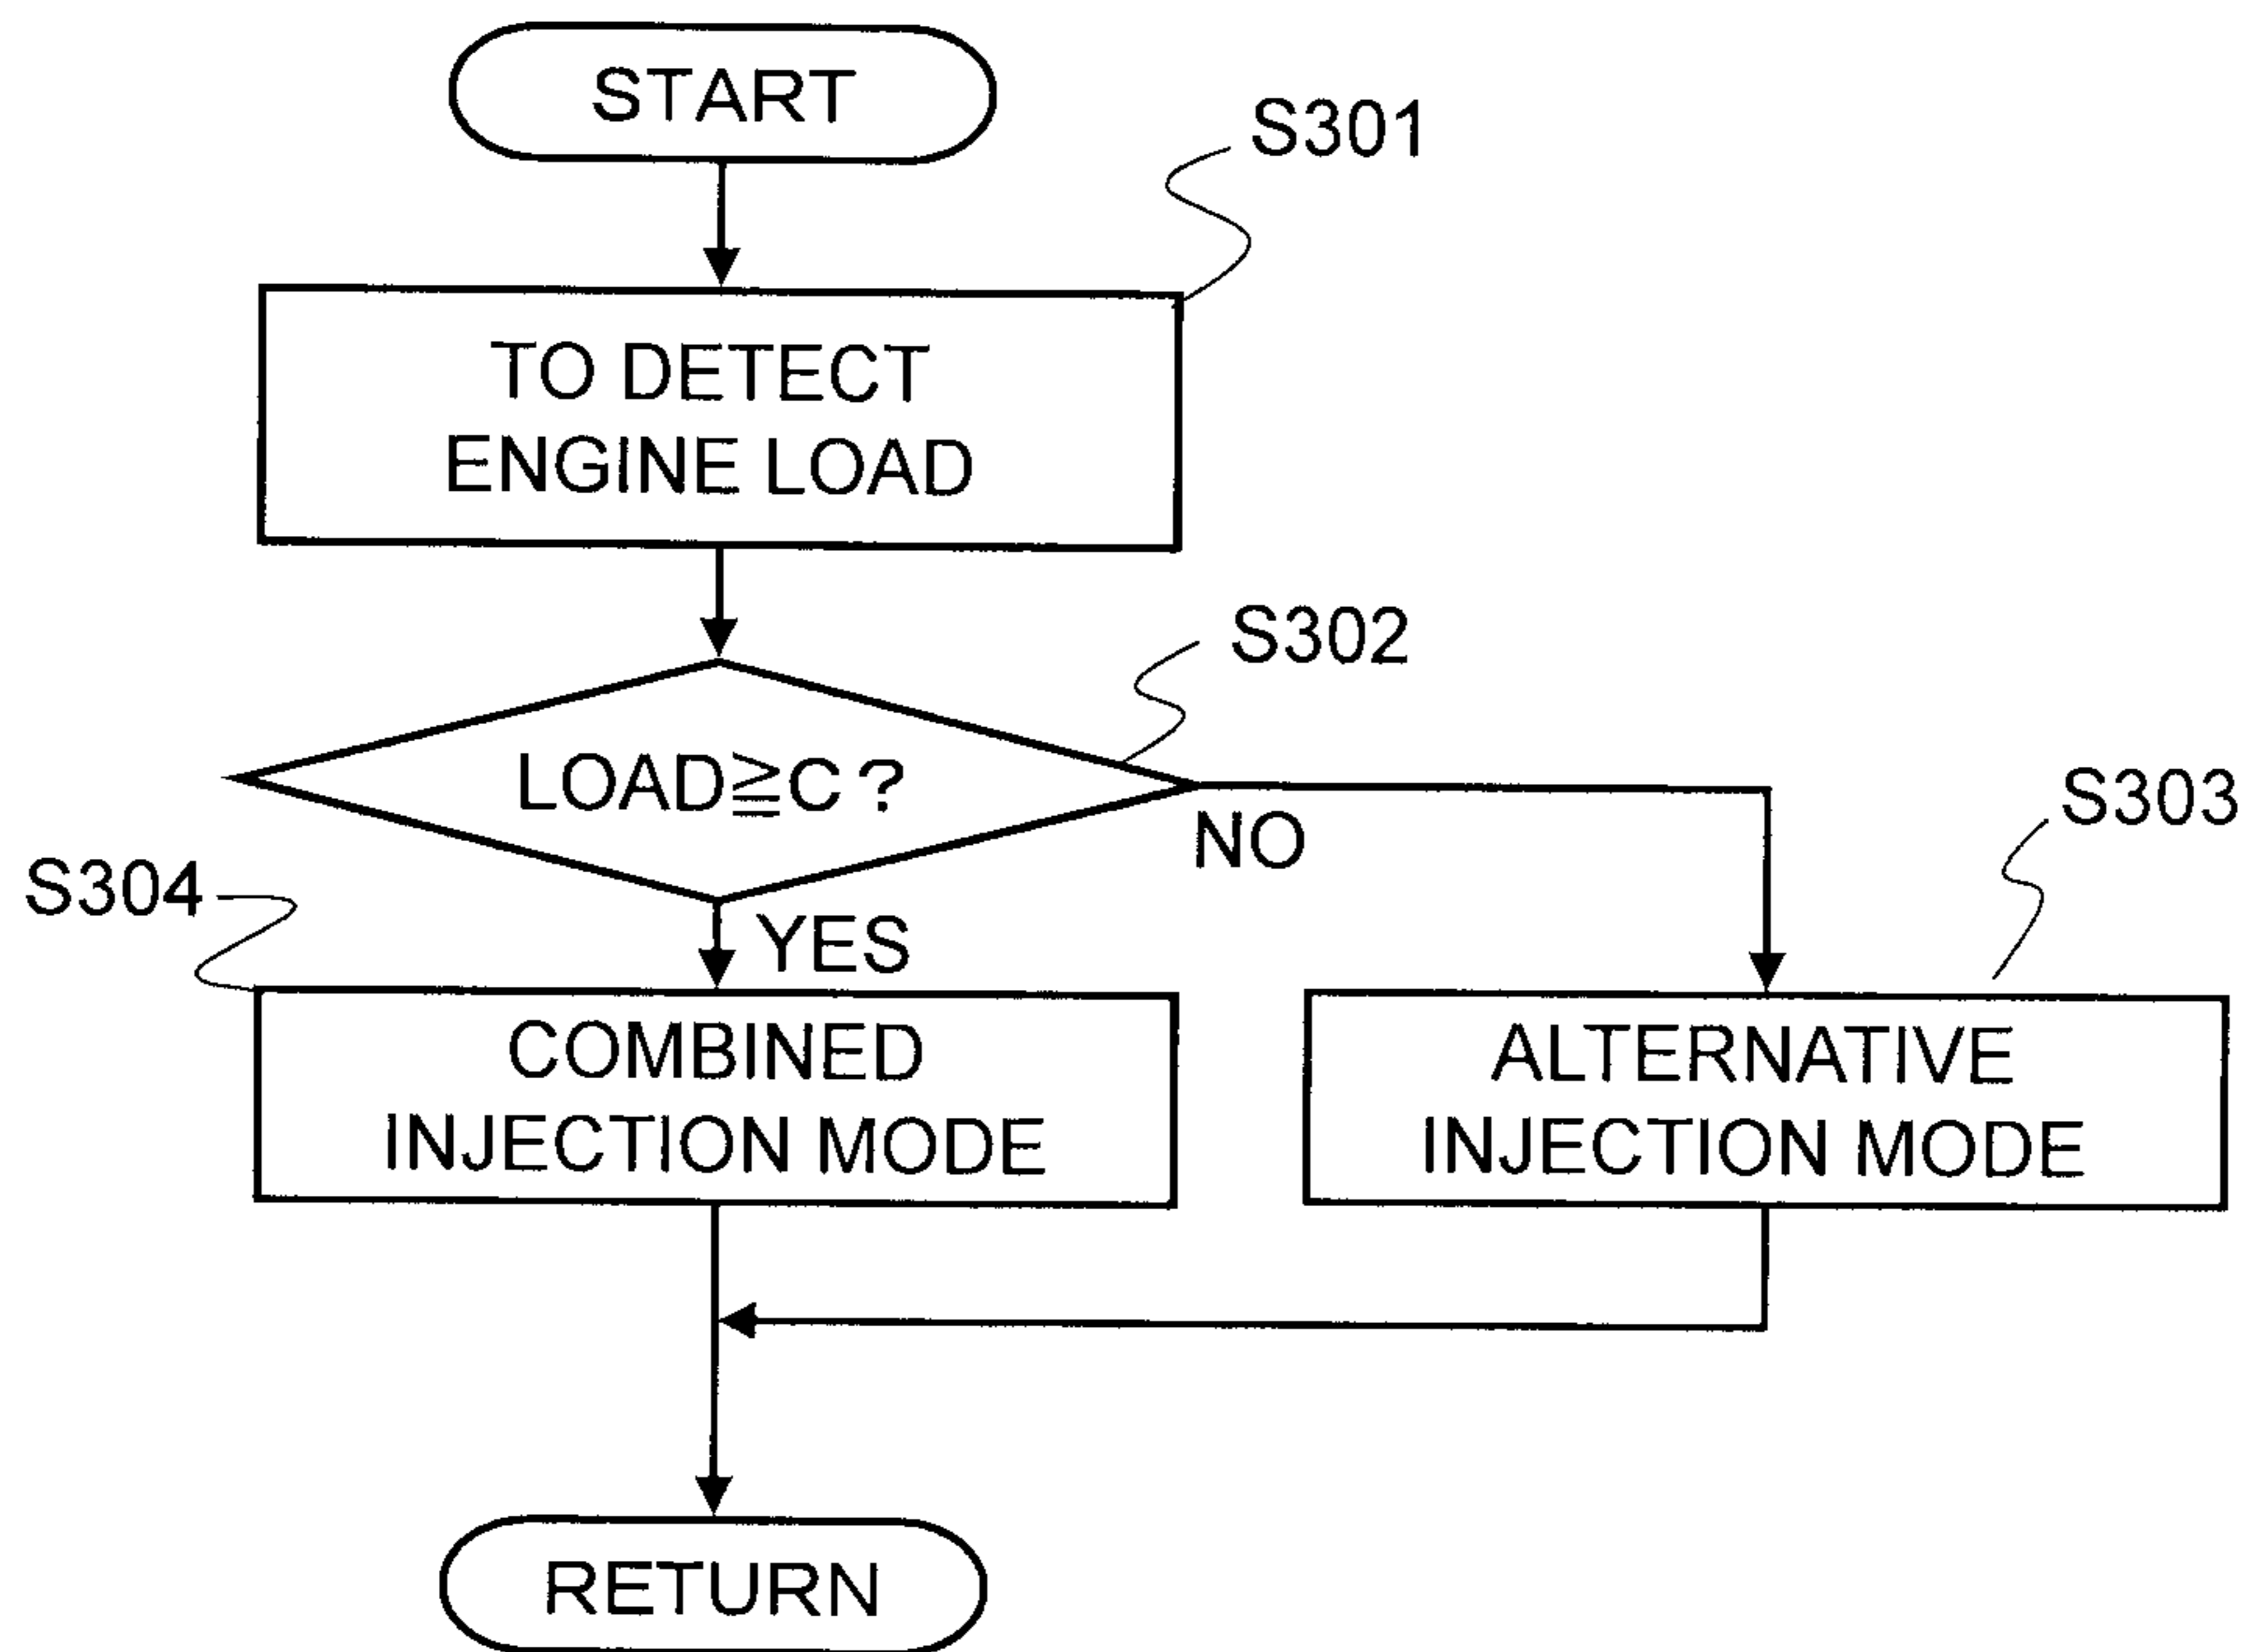 START
S301
TO DETECT
ENGINE LOAD
S302
LOAD≧C ?
NO
S303
S304
YES
COMBINED
INJECTION MODE
ALTERNATIVE
INJECTION MODE
RETURN